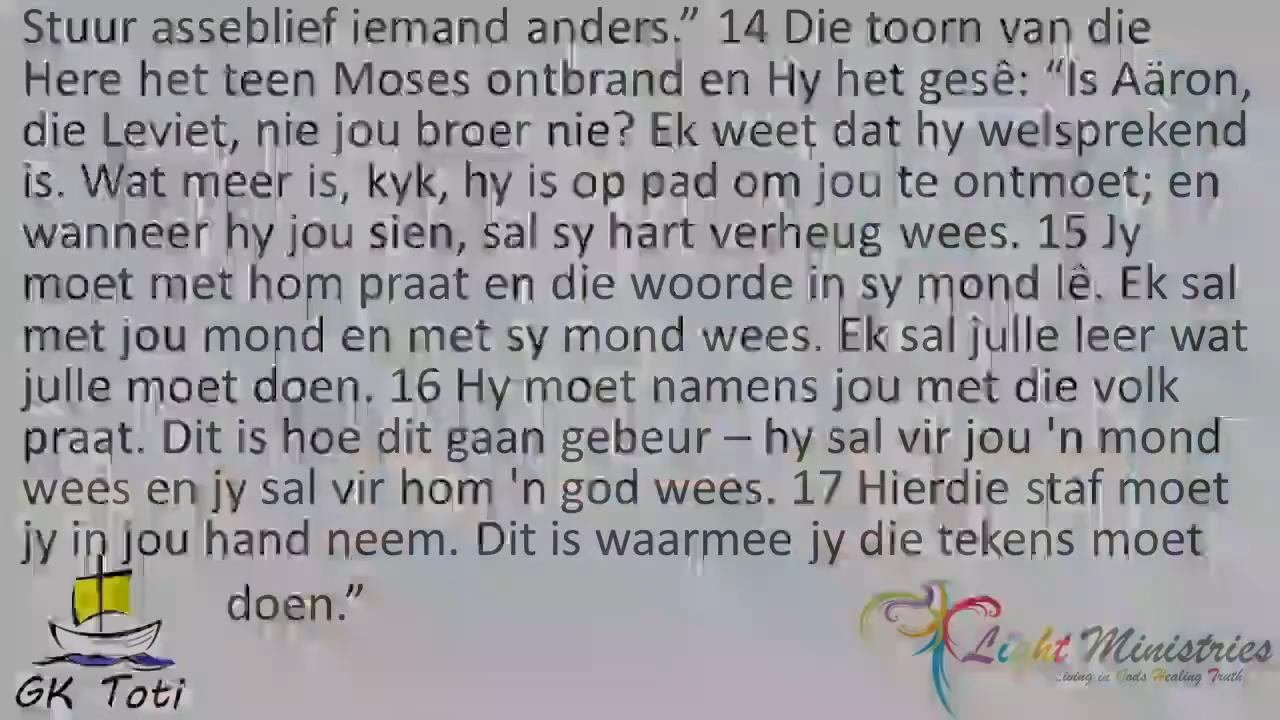 Stuur asseblief iemand anders.” 14 Die toorn van die
Here het teen Moses ontbrand en Hy het gesê: “Is Aäron,
die Leviet, nie jou broer nie? Ek weet dat hy welsprekend
is. Wat meer is, kyk, hy is op pad om jou te ontmoet; en
wanneer hy jou sien, sal sy hart verheug wees. 15 Jy
moet met hom praat en die woorde in sy mond lê. Ek sal
met jou mond en met sy mond wees. Ek sal julle leer wat
julle moet doen. 16 Hy moet namens jou met die volk
praat. Dit is hoe dit gaan gebeur – hy sal vir jou 'n mond
wees en jy sal vir hom 'n god wees. 17 Hierdie staf moet
jy in jou hand neem. Dit is waarmee jy die tekens moet
doen.”
GK Toti
Light Ministries
Living in Gods Healing Truth